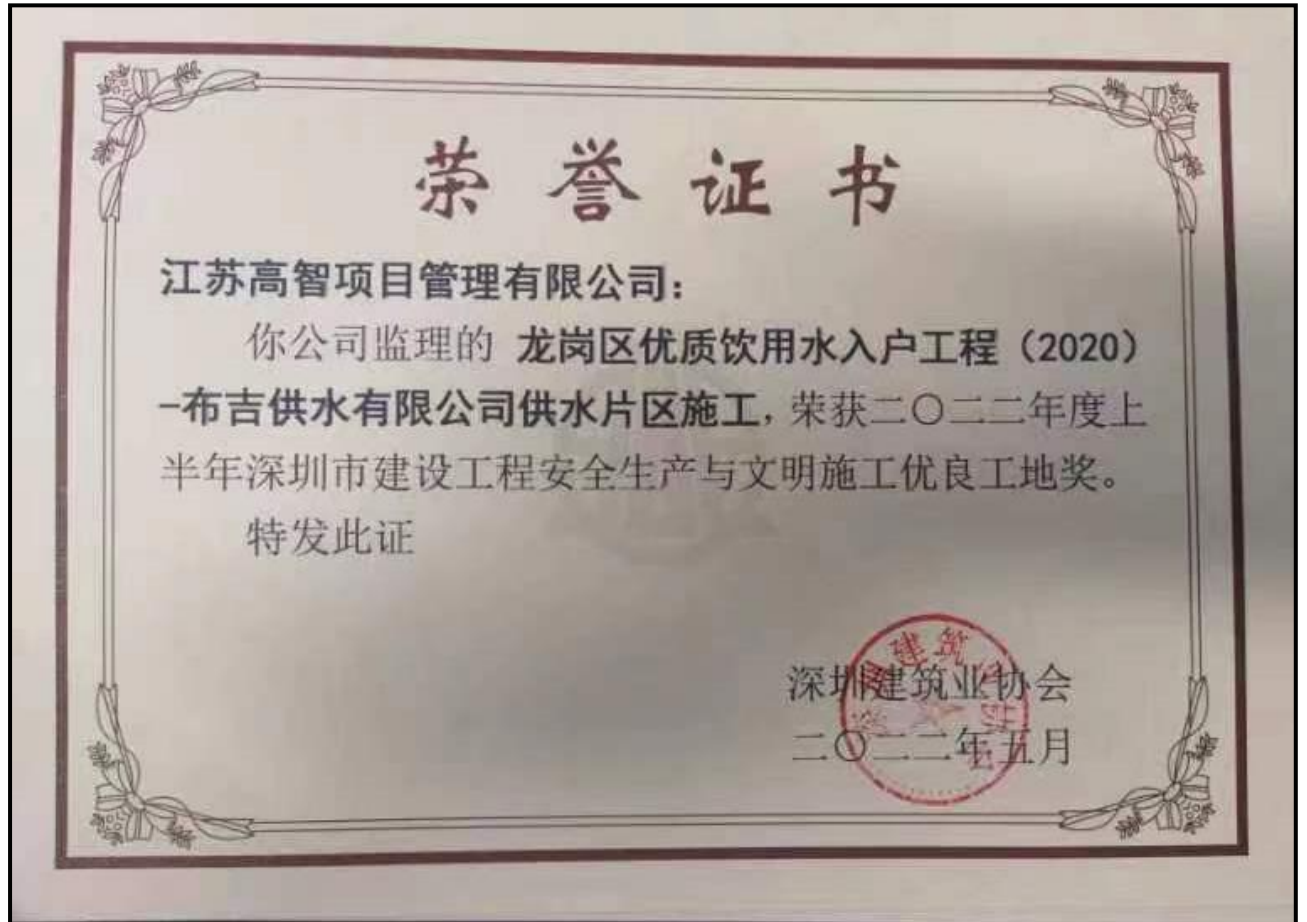 荣誉证书
江苏高智项目管理有限公司：
你公司监理的 龙岗区优质饮用水入户工程（2020）
-布吉供水有限公司供水片区施工，荣获二〇二二年度上
半年深圳市建设工程安全生产与文明施工优良工地奖。
特发此证
深圳建筑业协会
二〇二二年五月